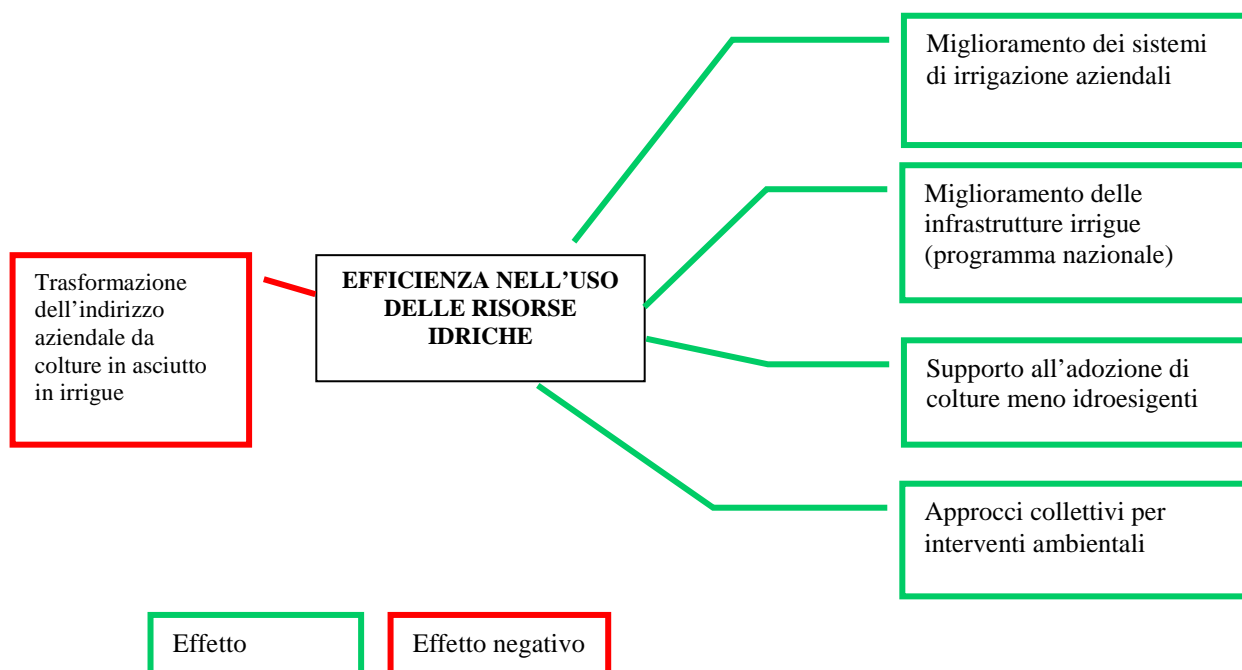 Miglioramento dei sistemi
di irrigazione aziendali
Miglioramento delle
infrastrutture irrigue
(programma nazionale)
Trasformazione
dell’indirizzo
aziendale da
colture in asciutto
in irrigue
EFFICIENZA NELL’USO
DELLE RISORSE
IDRICHE
Supporto all’adozione di
colture meno idroesigenti
Approcci collettivi per
interventi ambientali
Effetto
Effetto negativo